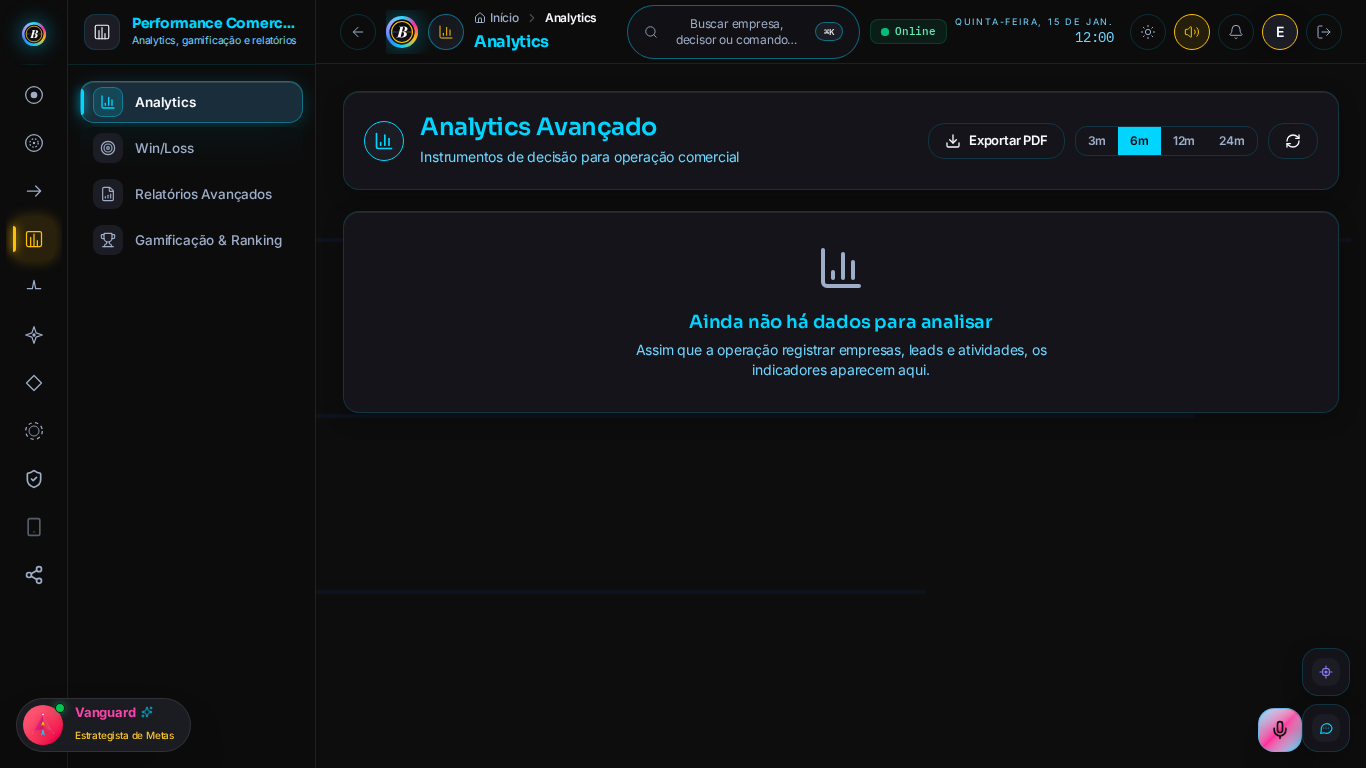 B
Performance Comerc...
Analytics, gamificação e relatórios
Analytics
Win/Loss
Relatórios Avançados
Gamificação & Ranking
B
Início
Analytics
Analytics
Buscar empresa,
decisor ou comando...
⌘K
Online
QUINTA-FEIRA, 15 DE JAN.
12:00
E
Analytics Avançado
Instrumentos de decisão para operação comercial
Exportar PDF
3m
6m
12m
24m
Ainda não há dados para analisar
Assim que a operação registrar empresas, leads e atividades, os
indicadores aparecem aqui.
Vanguard
Estrategista de Metas